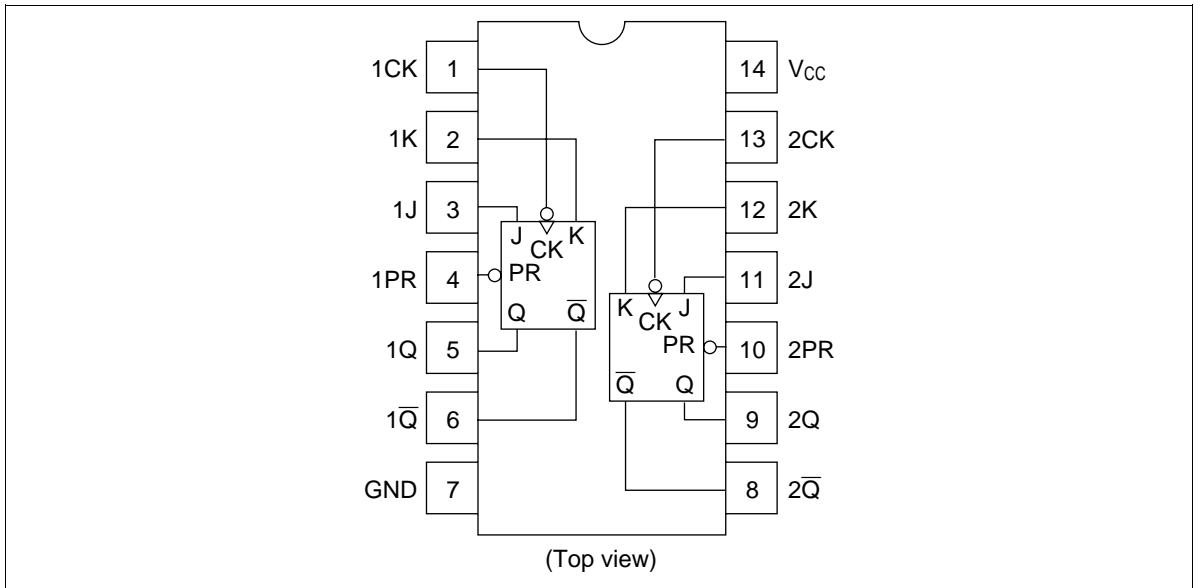 1CK 1
1K 2
1J 3
1PR 4
1Q 5
1Q̅ 6
GND 7
J CK K
PR
Q Q̅
14 VCC
13 2CK
12 2K
11 2J
10 2PR
9 2Q
8 2Q̅
K CK J
PR
Q̅ Q
(Top view)